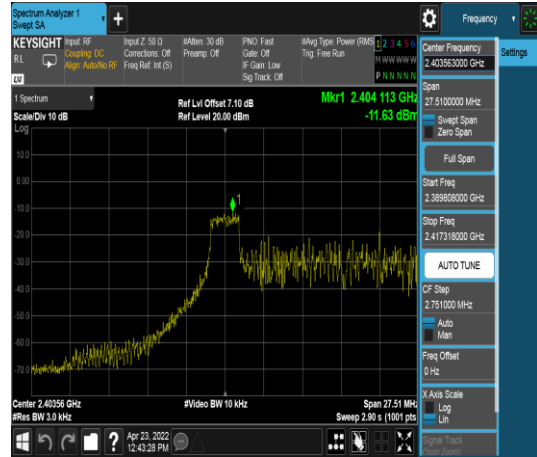 Spectrum Analyzer 1
Swept SA
+
Frequency
KEYSIGHT
RL
LXI
Input: RF
Coupling: DC
Align: Auto/No RF
Input Z: 50 Ω
Corrections: Off
Freq Ref: Int (S)
#Atten: 30 dB
Preamp: Off
PNO: Fast
Gate: Off
IF Gain: Low
Sig Track: Off
#Avg Type: Power (RMS
Trig: Free Run
1 2 3 4 5 6
M W W W W W
P N N N N N
1 Spectrum
Scale/Div 10 dB
Log
Ref Lvl Offset 7.10 dB
Ref Level 20.00 dBm
Mkr1 2.404 113 GHz
-11.63 dBm
1
10.0
0.00
-10.0
-20.0
-30.0
-40.0
-50.0
-60.0
-70.0
Center 2.40356 GHz
#Res BW 3.0 kHz
#Video BW 10 kHz
Span 27.51 MHz
Sweep 2.90 s (1001 pts
Apr 23, 2022
12:43:28 PM
Center Frequency
2.403563000 GHz
Span
27.5100000 MHz
Swept Span
Zero Span
Full Span
Start Freq
2.389808000 GHz
Stop Freq
2.417318000 GHz
AUTO TUNE
CF Step
2.751000 MHz
Auto
Man
Freq Offset
0 Hz
X Axis Scale
Log
Lin
Signal Track
(Span Zoom)
Settings